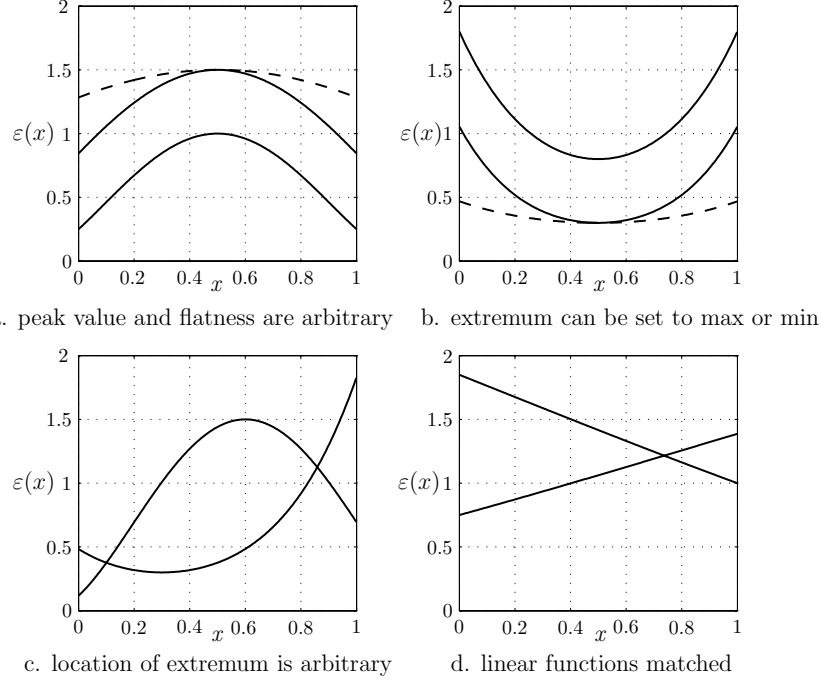 2
1.5
ε(x) 1
0.5
0
0 0.2 0.4 x 0.6 0.8 1
. peak value and flatness are arbitrary
2
1.5
ε(x)1
0.5
0
0 0.2 0.4 x 0.6 0.8 1
b. extremum can be set to max or min
2
1.5
ε(x) 1
0.5
0
0 0.2 0.4 x 0.6 0.8 1
c. location of extremum is arbitrary
2
1.5
ε(x)1
0.5
0
0 0.2 0.4 x 0.6 0.8 1
d. linear functions matched